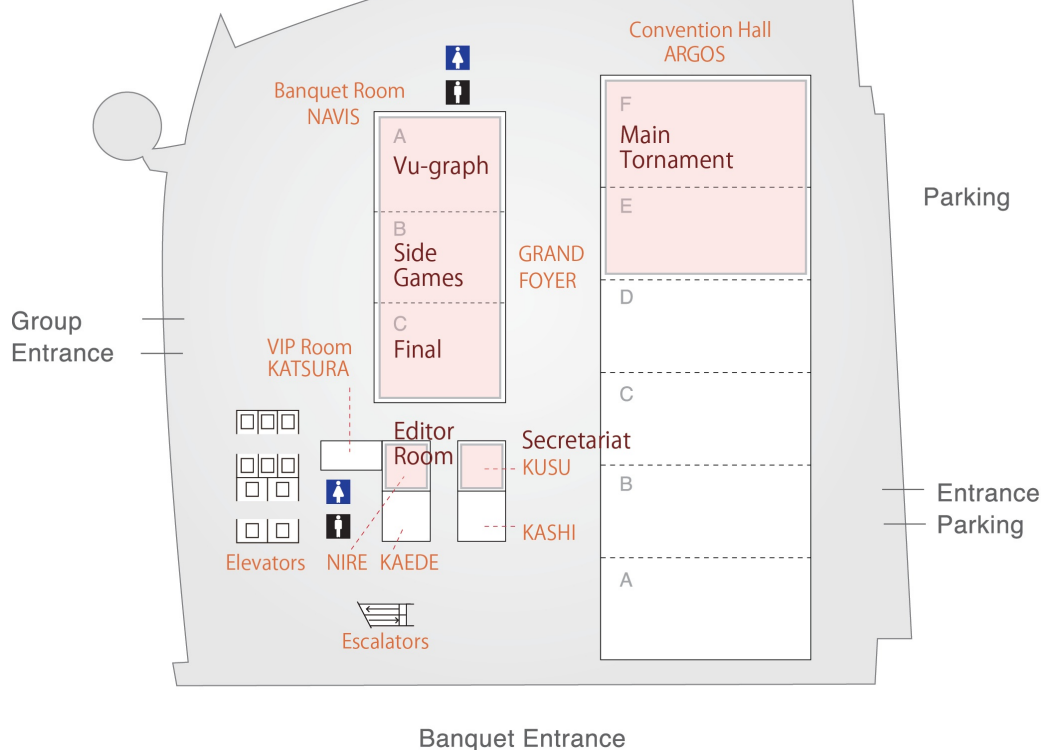 Convention Hall
ARGOS
Banquet Room
NAVIS
A
Vu-graph
B
Side
Games
C
Final
GRAND
FOYER
F
Main
Tornament
E
D
C
B
A
Parking
Group
Entrance
VIP Room
KATSURA
Editor
Room
Secretariat
KUSU
KASHI
Entrance
Parking
Elevators
NIRE
KAEDE
Escalators
Banquet Entrance